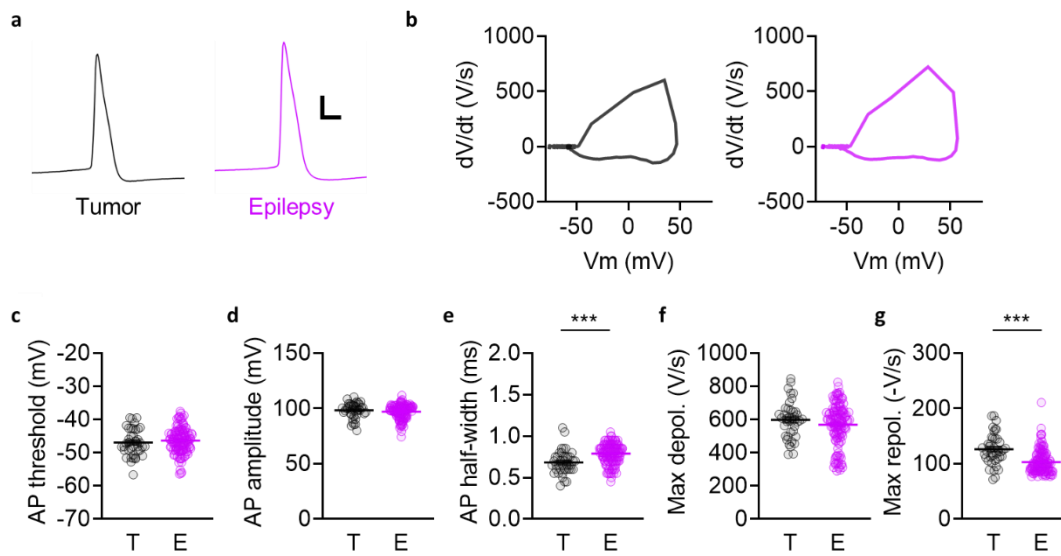 a
Tumor
Epilepsy
b
1000
500
0
-500
-50 0 50
dV/dt (V/s)
Vm (mV)
1000
500
0
-500
-50 0 50
dV/dt (V/s)
Vm (mV)
c
AP threshold (mV)
-20
-30
-40
-50
-60
-70
T E
d
AP amplitude (mV)
150
100
50
0
T E
e
***
AP half-width (ms)
2.0
1.5
1.0
0.5
0.0
T E
f
Max depol. (V/s)
1000
800
600
400
200
0
T E
g
***
Max repol. (-V/s)
300
200
100
0
T E